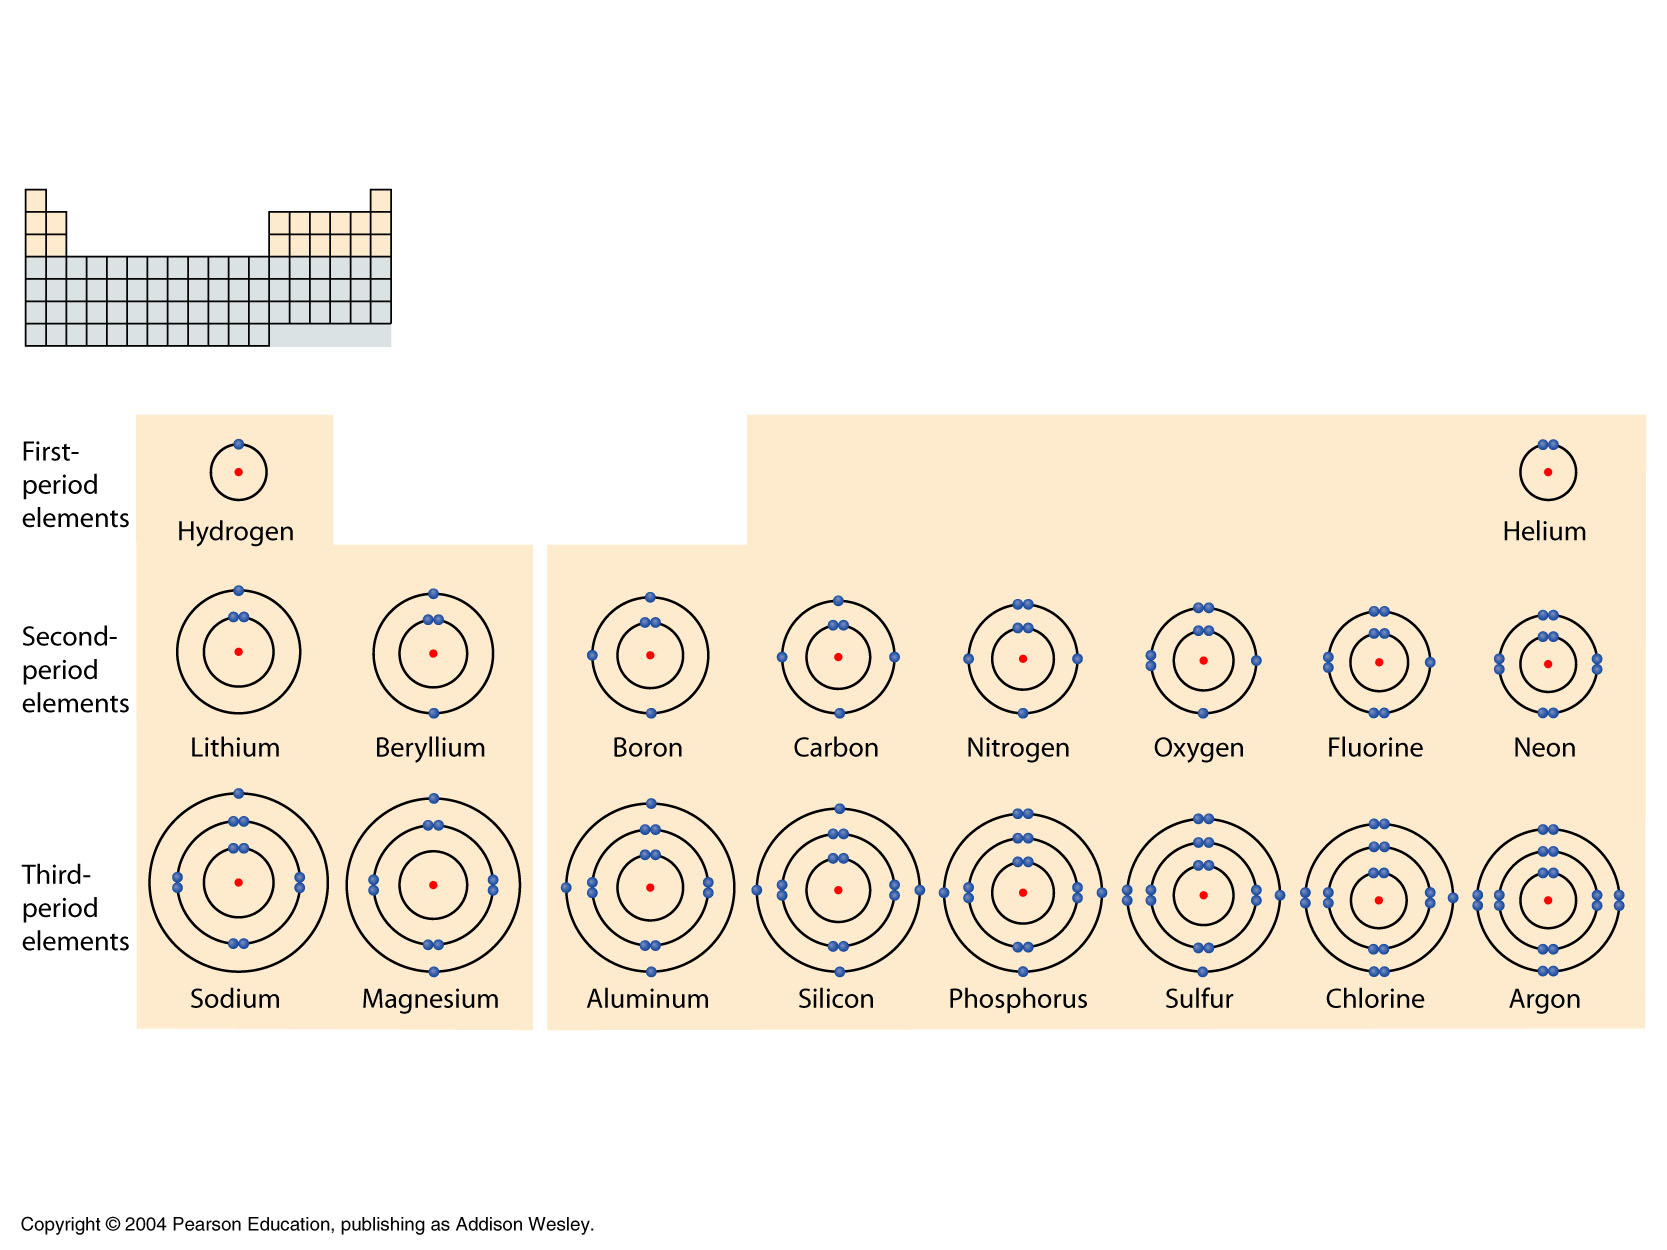 First-
period
elements
Hydrogen
Helium
Second-
period
elements
Lithium
Beryllium
Boron
Carbon
Nitrogen
Oxygen
Fluorine
Neon
Third-
period
elements
Sodium
Magnesium
Aluminum
Silicon
Phosphorus
Sulfur
Chlorine
Argon
Copyright © 2004 Pearson Education, publishing as Addison Wesley.